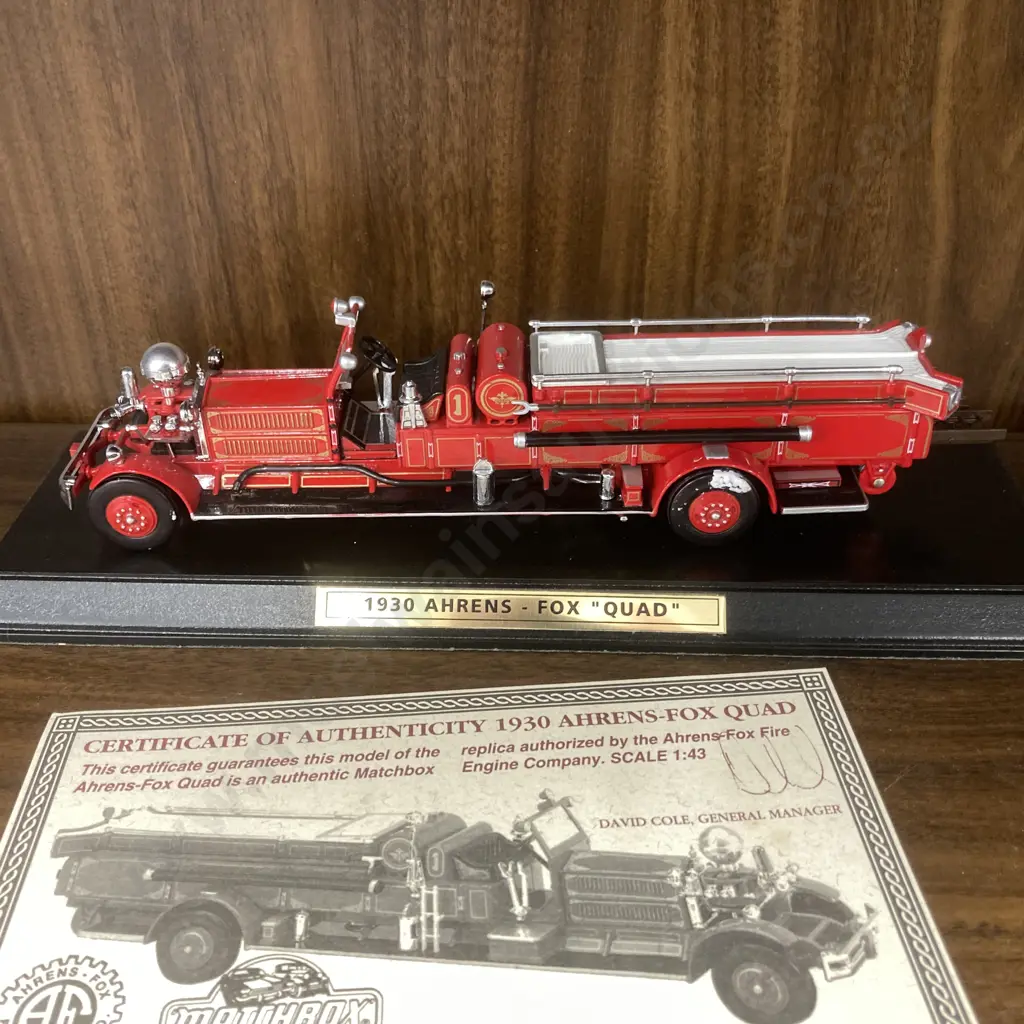 1
1930 AHRENS - FOX "QUAD"
CERTIFICATE OF AUTHENTICITY 1930 AHRENS-FOX QUAD
This certificate guarantees this model of the
Ahrens-Fox Quad is an authentic Matchbox
replica authorized by the Ahrens-Fox Fire
Engine Company. SCALE 1:43
DAVID COLE, GENERAL MANAGER
1
AHRENS - FOX
MATCHBOX